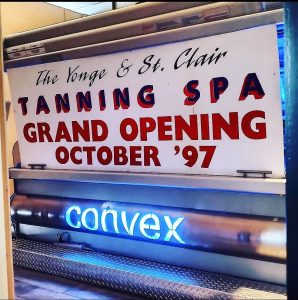 The Yonge & St. Clair
TANNING SPA
GRAND OPENING
OCTOBER '97
convex